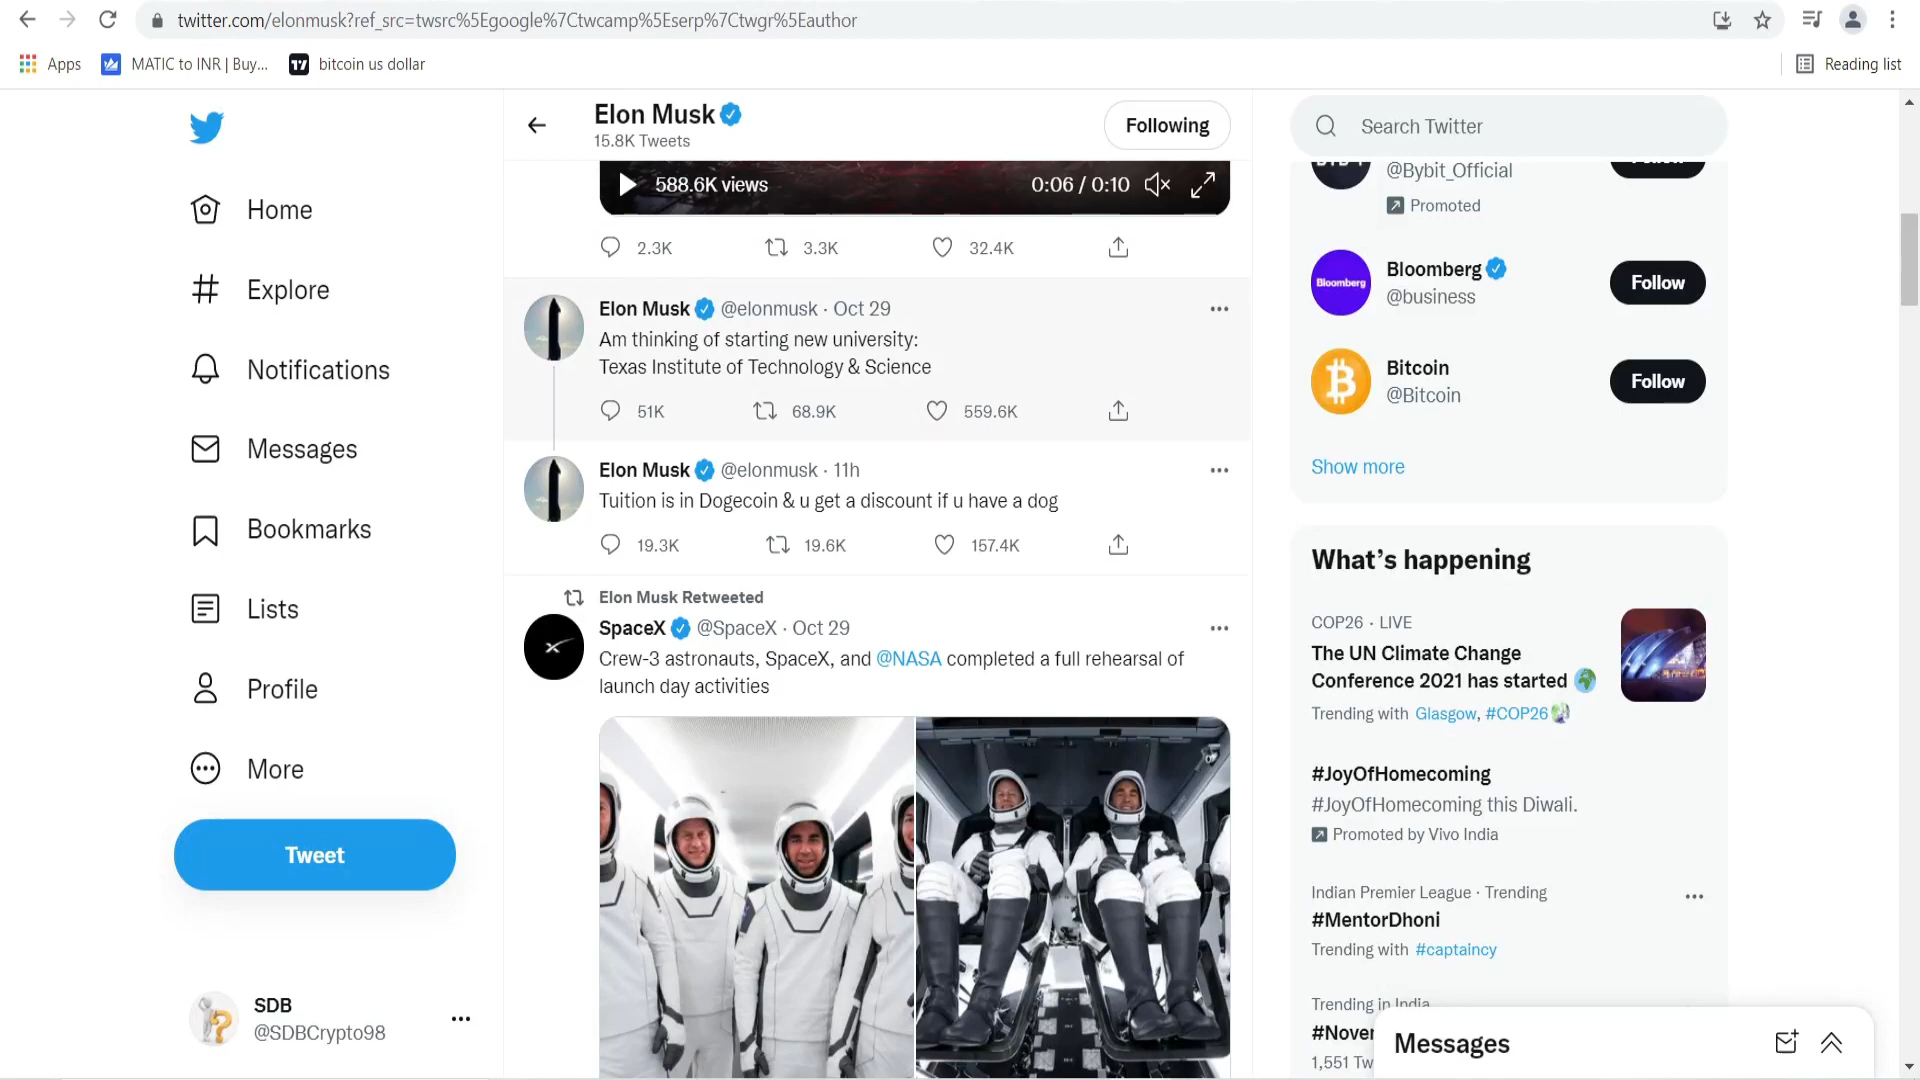 twitter.com/elonmusk?ref_src=twsrc%5Egoogle%7Ctwcamp%5Eserp%7Ctwgr%5Eauthor
Apps
MATIC to INR | Buy...
bitcoin us dollar
Reading list
Home
Explore
Notifications
Messages
Bookmarks
Lists
Profile
More
Tweet
SDB
@SDBCrypto98
Elon Musk
15.8K Tweets
Following
588.6K views
0:06 / 0:10
2.3K 3.3K 32.4K
Elon Musk @elonmusk · Oct 29
Am thinking of starting new university:
Texas Institute of Technology & Science
51K 68.9K 559.6K
Elon Musk @elonmusk · 11h
Tuition is in Dogecoin & u get a discount if u have a dog
19.3K 19.6K 157.4K
Elon Musk Retweeted
SpaceX @SpaceX · Oct 29
Crew-3 astronauts, SpaceX, and @NASA completed a full rehearsal of
launch day activities
Search Twitter
@Bybit_Official
Promoted
Bloomberg
Bloomberg
@business
Follow
Bitcoin
@Bitcoin
Follow
Show more
What's happening
COP26 · LIVE
The UN Climate Change
Conference 2021 has started
Trending with Glasgow, #COP26
#JoyOfHomecoming
#JoyOfHomecoming this Diwali.
Promoted by Vivo India
Indian Premier League · Trending
#MentorDhoni
Trending with #captaincy
Trending in India
1,551
Messages